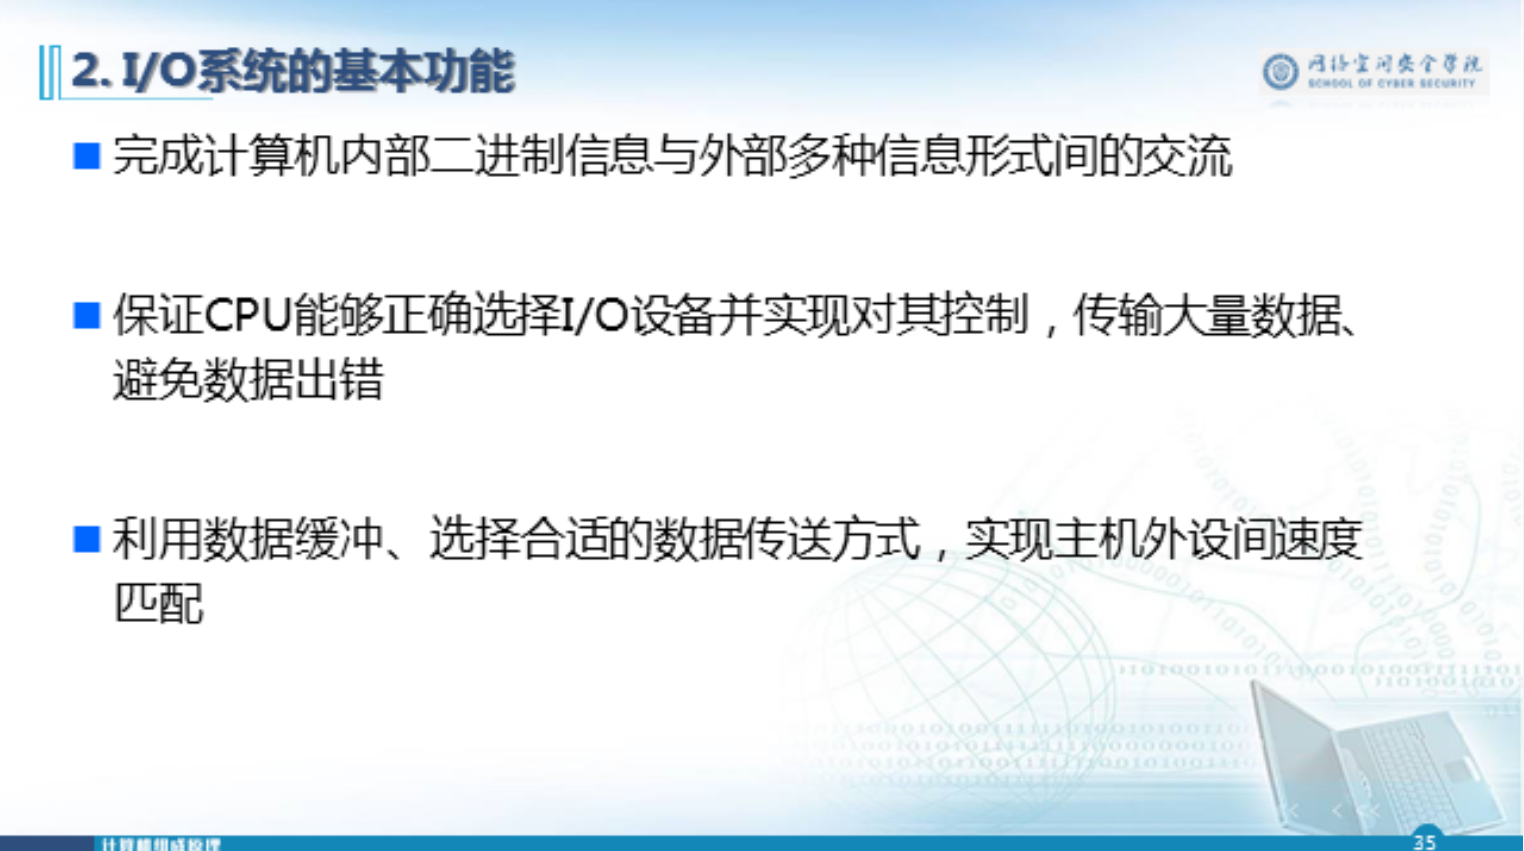 2. I/O系统的基本功能
网络空间安全学院
SCHOOL OF CYBER SECURITY
完成计算机内部二进制信息与外部多种信息形式间的交流
保证CPU能够正确选择I/O设备并实现对其控制，传输大量数据、
避免数据出错
利用数据缓冲、选择合适的数据传送方式，实现主机外设间速度
匹配
计算机组成原理
35